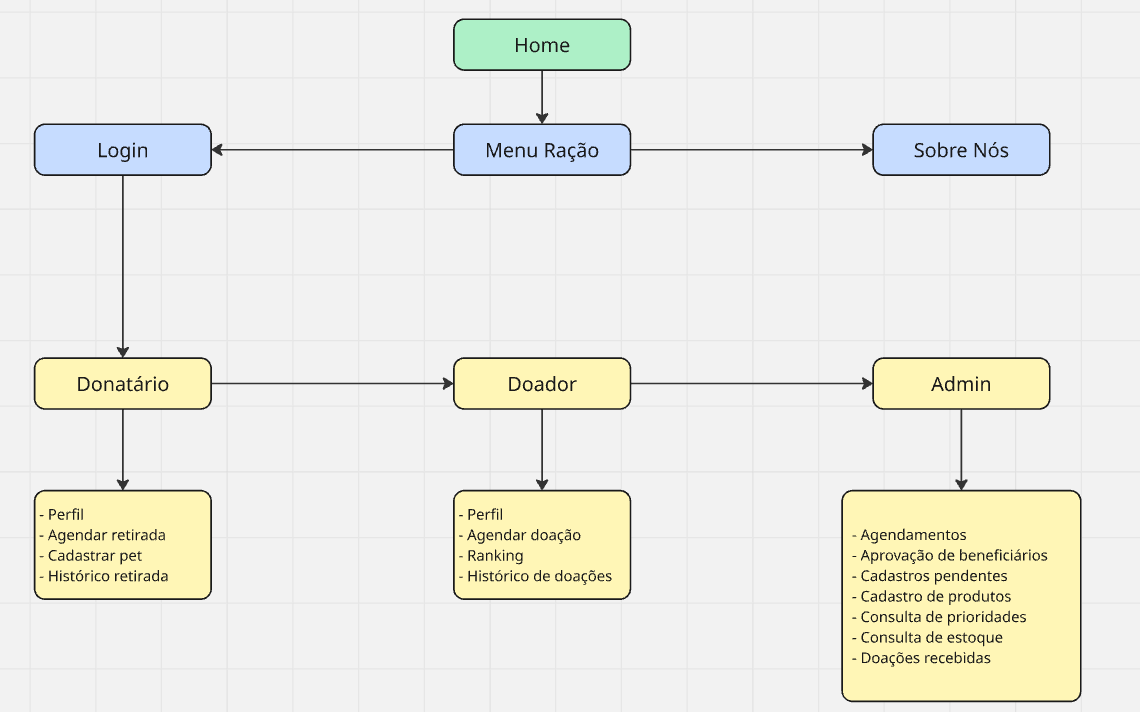 Home
Login
Menu Ração
Sobre Nós
Donatário
Doador
Admin
- Perfil
- Agendar retirada
- Cadastrar pet
- Histórico retirada
- Perfil
- Agendar doação
- Ranking
- Histórico de doações
- Agendamentos
- Aprovação de beneficiários
- Cadastros pendentes
- Cadastro de produtos
- Consulta de prioridades
- Consulta de estoque
- Doações recebidas